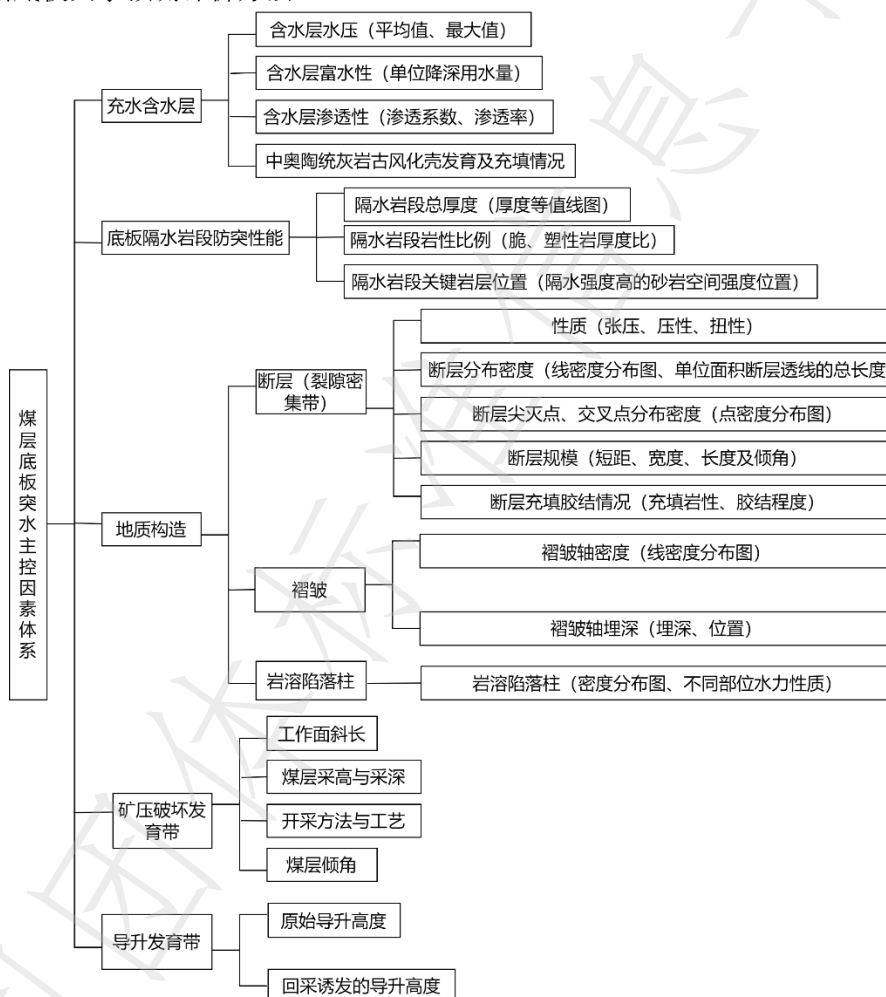 含水层水压（平均值、最大值）
含水层富水性（单位降深用水量）
充水含水层
含水层渗透性（渗透系数、渗透率）
中奥陶统灰岩古风化壳发育及充填情况
隔水岩段总厚度（厚度等值线图）
底板隔水岩段防突性能
隔水岩段岩性比例（脆、塑性岩厚度比）
隔水岩段关键岩层位置（隔水强度高的砂岩空间强度位置）
性质（张压、压性、扭性）
断层（裂隙密
集带）
断层分布密度（线密度分布图、单位面积断层透线的总长度
断层尖灭点、交叉点分布密度（点密度分布图）
断层规模（短距、宽度、长度及倾角）
断层充填胶结情况（充填岩性、胶结程度）
煤层底板突水主控因素体系
地质构造
褶皱轴密度（线密度分布图）
褶皱
褶皱轴埋深（埋深、位置）
岩溶陷落柱
岩溶陷落柱（密度分布图、不同部位水力性质）
工作面斜长
煤层采高与采深
矿压破坏发
育带
开采方法与工艺
煤层倾角
原始导升高度
导升发育带
回采诱发的导升高度
团体标准信息